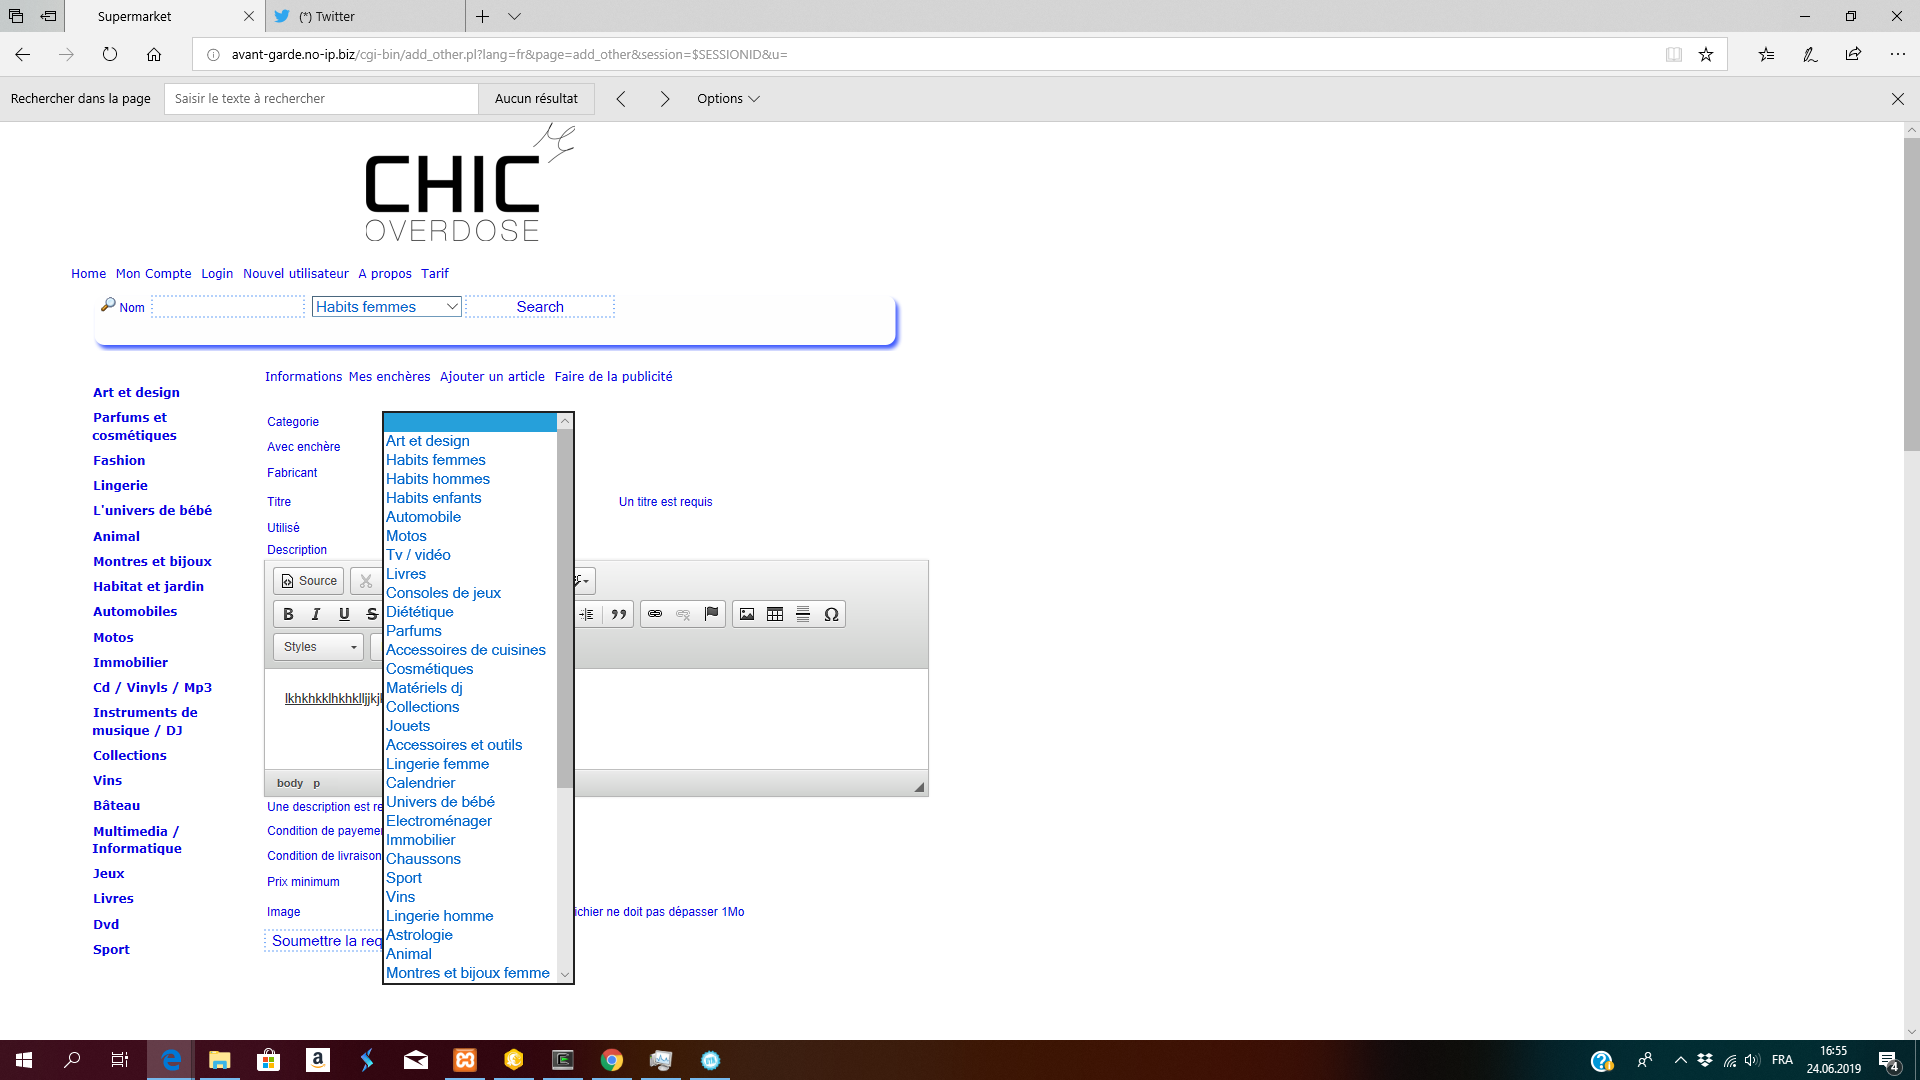 Supermarket
(*) Twitter
avant-garde.no-ip.biz/cgi-bin/add_other.pl?lang=fr&page=add_other&session=$SESSIONID&u=
Rechercher dans la page
Saisir le texte à rechercher
Aucun résultat
Options
CHIC
OVERDOSE
Home Mon Compte Login Nouvel utilisateur A propos Tarif
Nom
Habits femmes
Search
Informations Mes enchères Ajouter un article Faire de la publicité
Art et design
Parfums et
cosmétiques
Fashion
Lingerie
L'univers de bébé
Animal
Montres et bijoux
Habitat et jardin
Automobiles
Motos
Immobilier
Cd / Vinyls / Mp3
Instruments de
musique / DJ
Collections
Vins
Bâteau
Multimedia /
Informatique
Jeux
Livres
Dvd
Sport
Categorie
Avec enchère
Fabricant
Titre
Un titre est requis
Utilisé
Description
Source
B I U S
Styles
body p
Une description est re
Condition de payemer
Condition de livraison
Prix minimum
Image
ichier ne doit pas dépasser 1Mo
Soumettre la req
Art et design
Habits femmes
Habits hommes
Habits enfants
Automobile
Motos
Tv / vidéo
Livres
Consoles de jeux
Diététique
Parfums
Accessoires de cuisines
Cosmétiques
Matériels dj
Collections
Jouets
Accessoires et outils
Lingerie femme
Calendrier
Univers de bébé
Electroménager
Immobilier
Chaussons
Sport
Vins
Lingerie homme
Astrologie
Animal
Montres et bijoux femme
FRA
16:55
24.06.2019
4